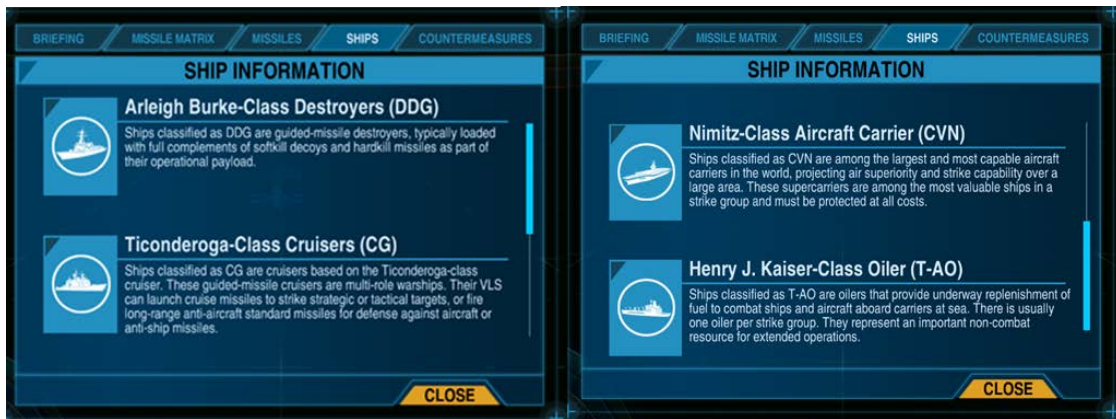 BRIEFING MISSILE MATRIX MISSILES SHIPS COUNTERMEASURES
SHIP INFORMATION
Arleigh Burke-Class Destroyers (DDG)
Ships classified as DDG are guided-missile destroyers, typically loaded
with full complements of softkill decoys and hardkill missiles as part of
their operational payload.
Ticonderoga-Class Cruisers (CG)
Ships classified as CG are cruisers based on the Ticonderoga-class
cruiser. These guided-missile cruisers are multi-role warships. Their VLS
can launch cruise missiles to strike strategic or tactical targets, or fire
long-range anti-aircraft standard missiles for defense against aircraft or
anti-ship missiles.
CLOSE
BRIEFING MISSILE MATRIX MISSILES SHIPS COUNTERMEASURES
SHIP INFORMATION
Nimitz-Class Aircraft Carrier (CVN)
Ships classified as CVN are among the largest and most capable aircraft
carriers in the world, projecting air superiority and strike capability over a
large area. These supercarriers are among the most valuable ships in a
strike group and must be protected at all costs.
Henry J. Kaiser-Class Oiler (T-AO)
Ships classified as T-AO are oilers that provide underway replenishment of
fuel to combat ships and aircraft aboard carriers at sea. There is usually
one oiler per strike group. They represent an important non-combat
resource for extended operations.
CLOSE